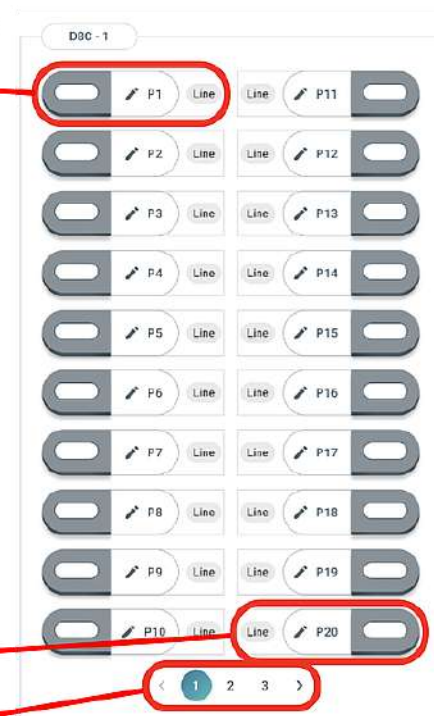 DBC - 1
P1 Line Line P11
P2 Line Line P12
P3 Line Line P13
P4 Line Line P14
P5 Line Line P15
P6 Line Line P16
P7 Line Line P17
P8 Line Line P18
P9 Line Line P19
P10 Line Line P20
< 1 2 3 >